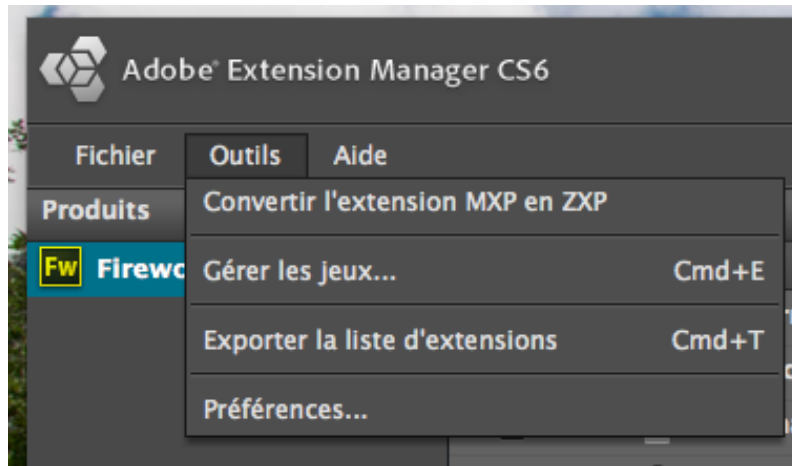 Adobe® Extension Manager CS6
Fichier Outils Aide
Produits
Convertir l'extension MXP en ZXP
Fw
Gérer les jeux... Cmd+E
Exporter la liste d'extensions Cmd+T
Préférences...